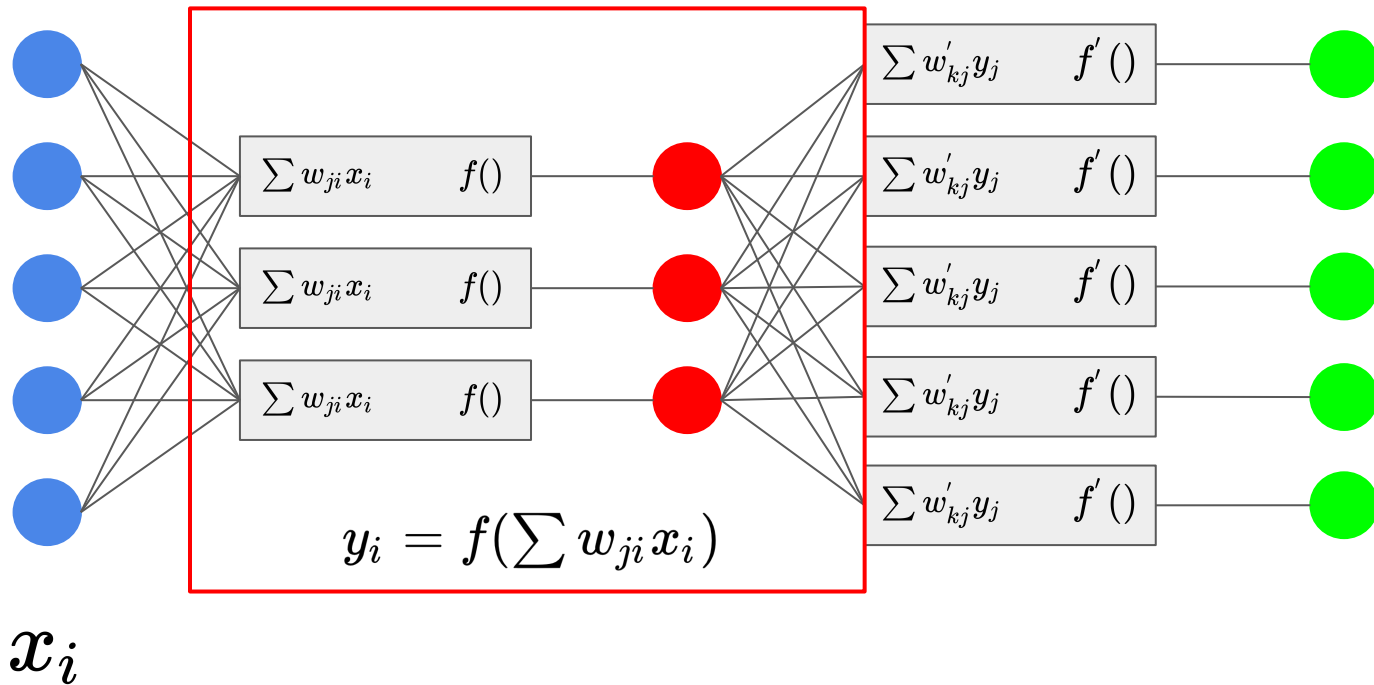 ∑ w'_{kj} y_j f'()
∑ w_{ji} x_i f() ∑ w'_{kj} y_j f'()
∑ w_{ji} x_i f() ∑ w'_{kj} y_j f'()
∑ w_{ji} x_i f() ∑ w'_{kj} y_j f'()
∑ w'_{kj} y_j f'()
y_i = f(∑ w_{ji} x_i)
x_i